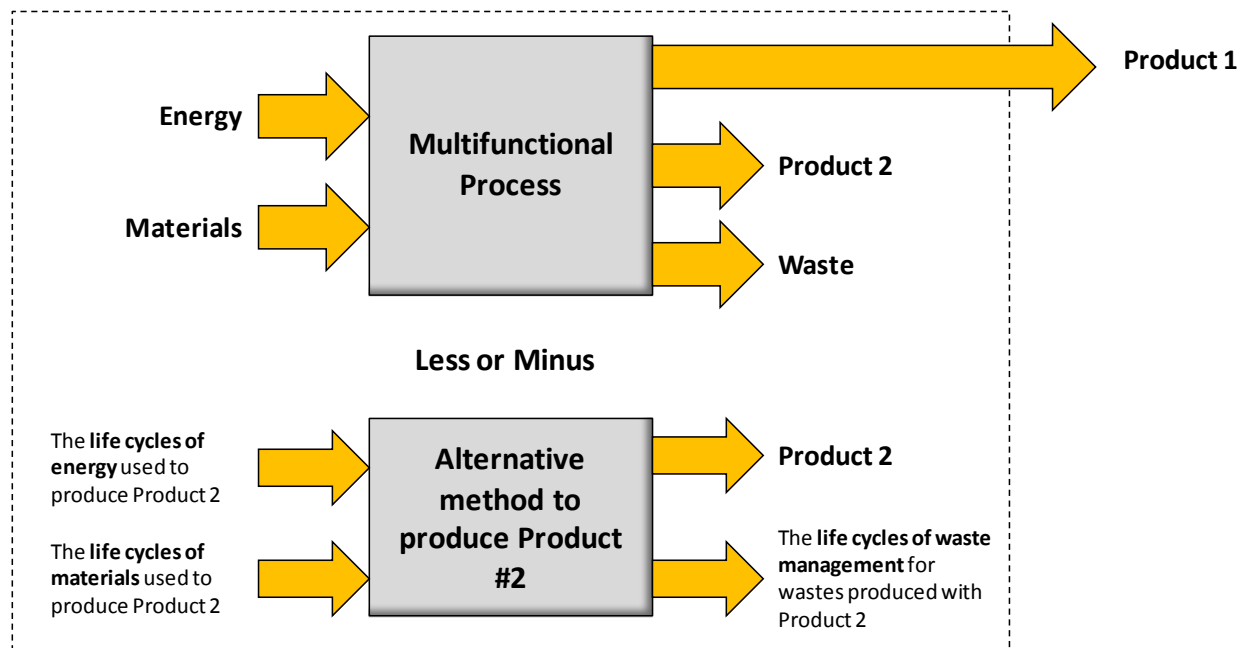 Product 1
Energy
Multifunctional
Process
Product 2
Materials
Waste
Less or Minus
The life cycles of
energy used to
produce Product 2
Alternative
method to
produce Product
#2
Product 2
The life cycles of
materials used to
produce Product 2
The life cycles of waste
management for
wastes produced with
Product 2